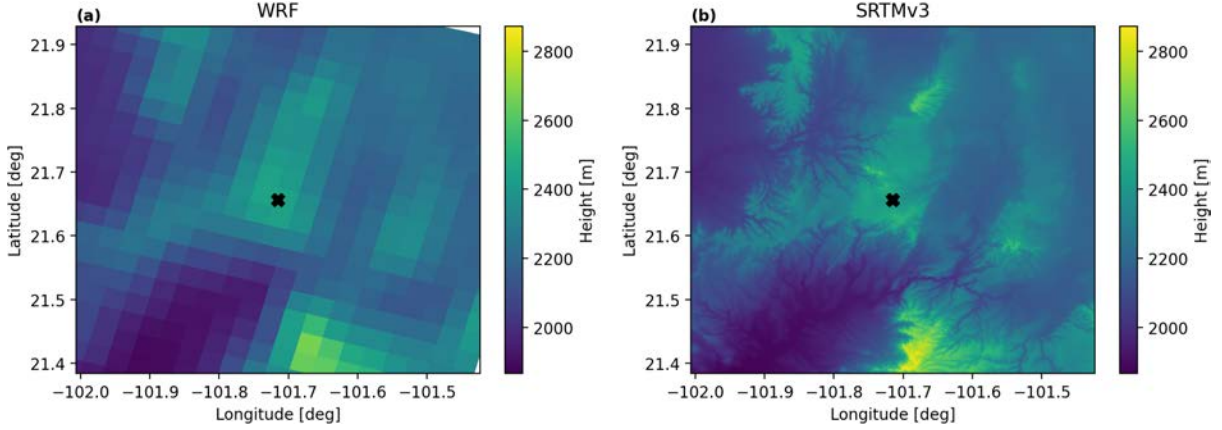 (a) WRF
21.9
21.8
21.7
21.6
21.5
21.4
Latitude [deg]
−102.0 −101.9 −101.8 −101.7 −101.6 −101.5
Longitude [deg]
2800
2600
2400
2200
2000
Height [m]
(b) SRTMv3
21.9
21.8
21.7
21.6
21.5
21.4
Latitude [deg]
−102.0 −101.9 −101.8 −101.7 −101.6 −101.5
Longitude [deg]
2800
2600
2400
2200
2000
Height [m]